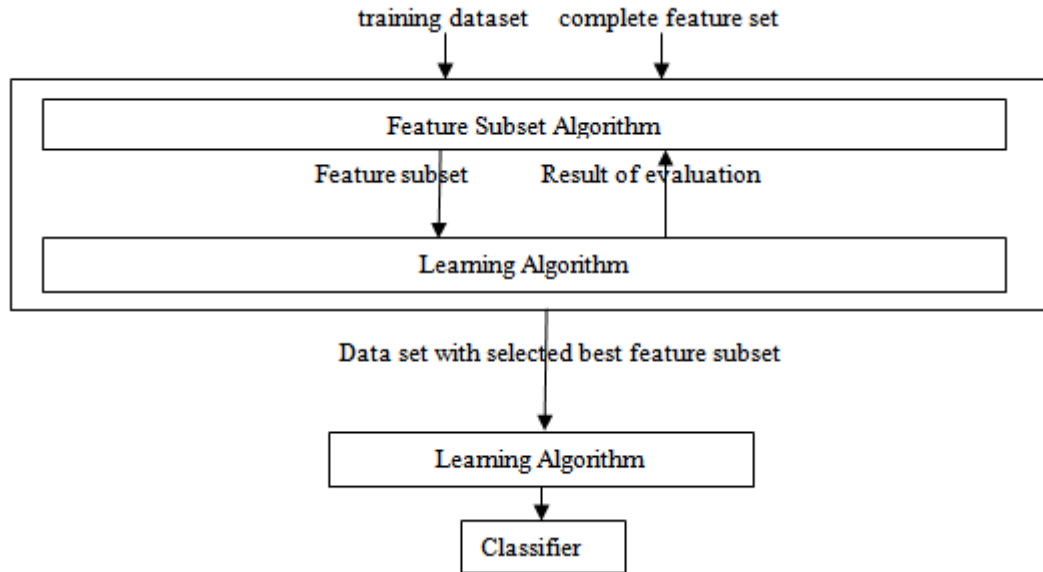 training dataset complete feature set
Feature Subset Algorithm
Feature subset Result of evaluation
Learning Algorithm
Data set with selected best feature subset
Learning Algorithm
Classifier